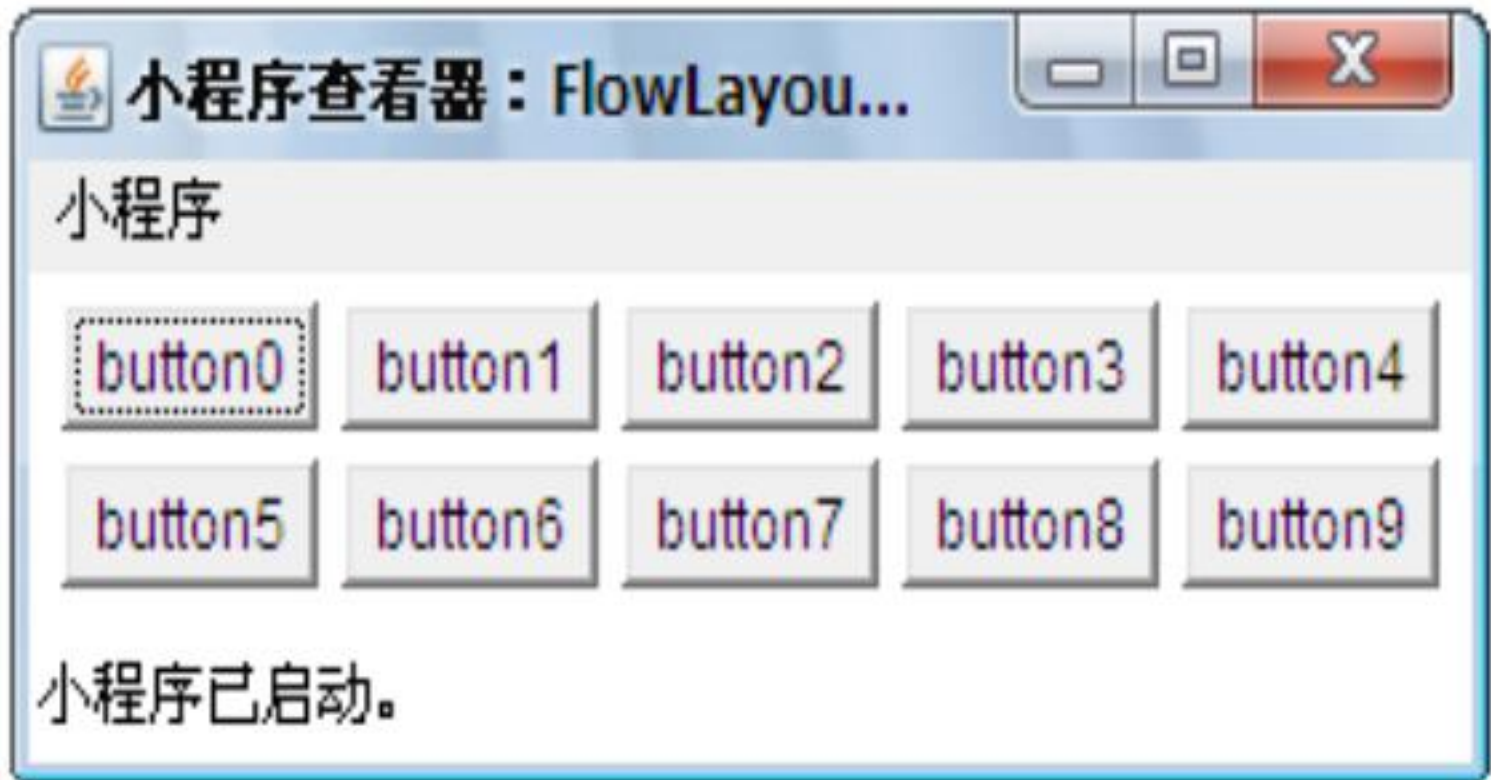 小程序查看器：FlowLayou...
小程序
button0 button1 button2 button3 button4
button5 button6 button7 button8 button9
小程序已启动。